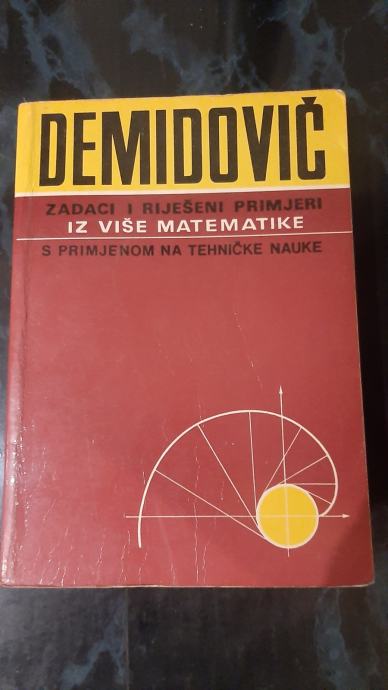 DEMIDOVIČ
ZADACI I RIJEŠENI PRIMJERI
IZ VIŠE MATEMATIKE
S PRIMJENOM NA TEHNIČKE NAUKE